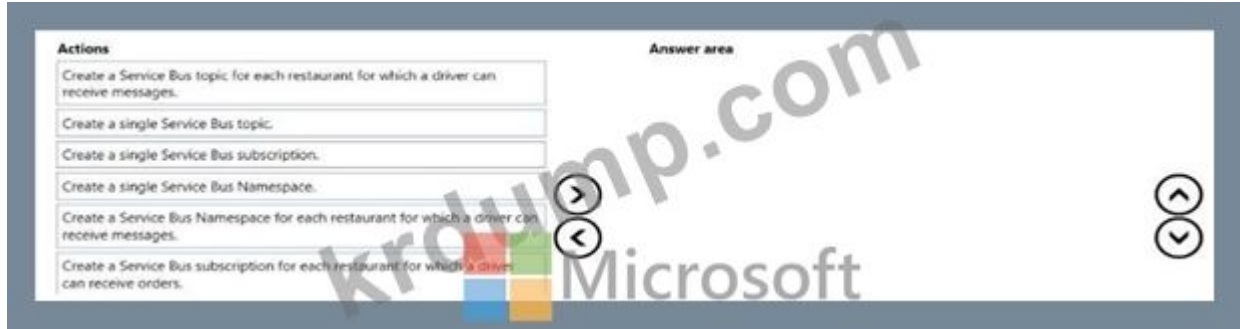 Actions
Answer area
Create a Service Bus topic for each restaurant for which a driver can
receive messages.
Create a single Service Bus topic.
Create a single Service Bus subscription.
Create a single Service Bus Namespace.
Create a Service Bus Namespace for each restaurant for which a driver can
receive messages.
Create a Service Bus subscription for each restaurant for which a driver
can receive orders.
krdump.com
Microsoft